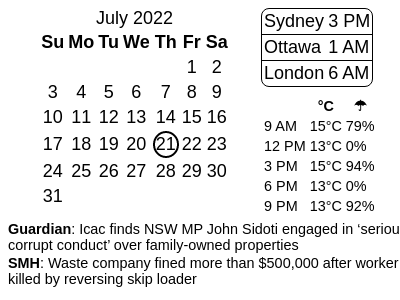 July 2022
Su Mo Tu We Th Fr Sa
1 2
3 4 5 6 7 8 9
10 11 12 13 14 15 16
17 18 19 20 21 22 23
24 25 26 27 28 29 30
31
Sydney 3 PM
Ottawa 1 AM
London 6 AM
°C ☂
9 AM 15°C 79%
12 PM 13°C 0%
3 PM 15°C 94%
6 PM 13°C 0%
9 PM 13°C 92%
Guardian: Icac finds NSW MP John Sidoti engaged in ‘seriou
corrupt conduct’ over family-owned properties
SMH: Waste company fined more than $500,000 after worker
killed by reversing skip loader